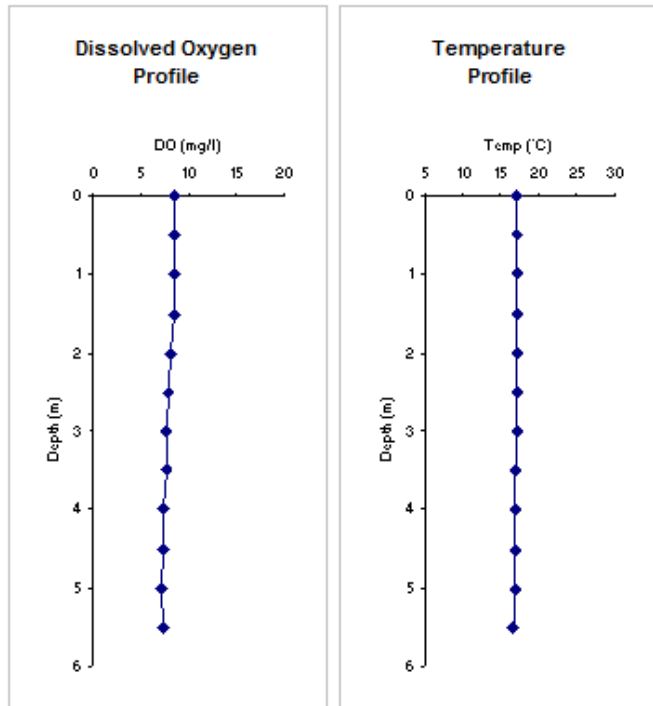 Dissolved Oxygen
Profile
DO (mg/l)
0 5 10 15 20
0
1
2
3
4
5
6
Depth (m)
Temperature
Profile
Temp (°C)
5 10 15 20 25 30
0
1
2
3
4
5
6
Depth (m)